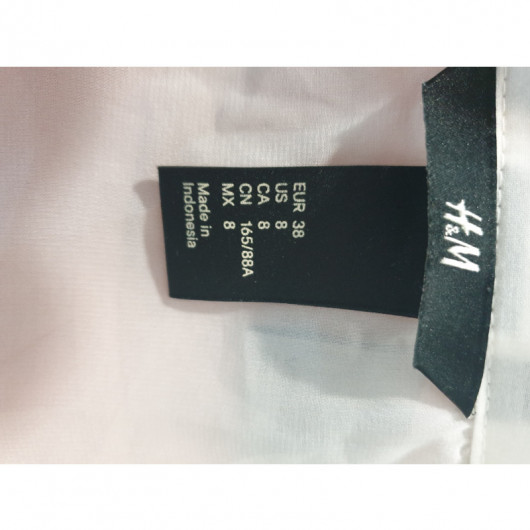 H&M
EUR 38
US 8
CA 8
CN 165/88A
MX 8
Made in
Indonesia